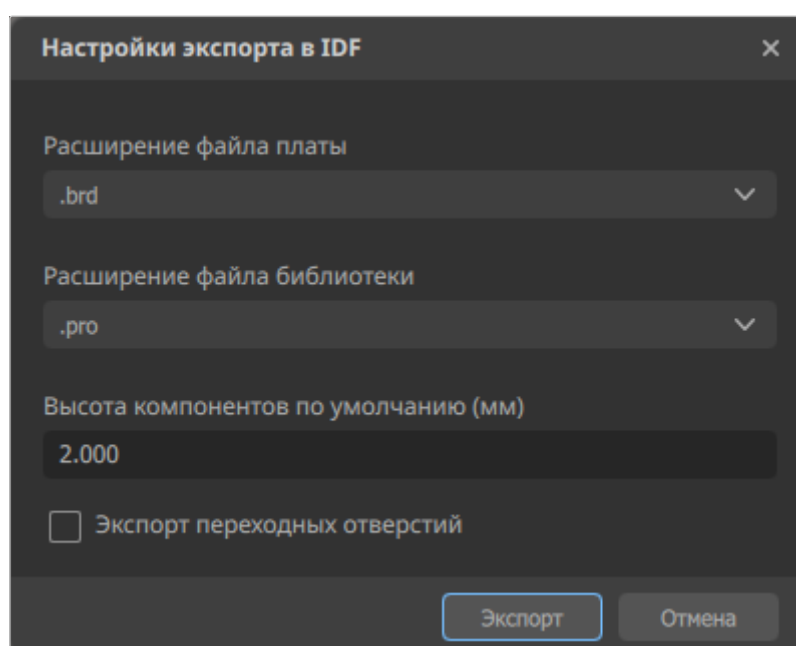 Настройки экспорта в IDF
Расширение файла платы
.brd
Расширение файла библиотеки
.pro
Высота компонентов по умолчанию (мм)
2.000
Экспорт переходных отверстий
Экспорт Отмена